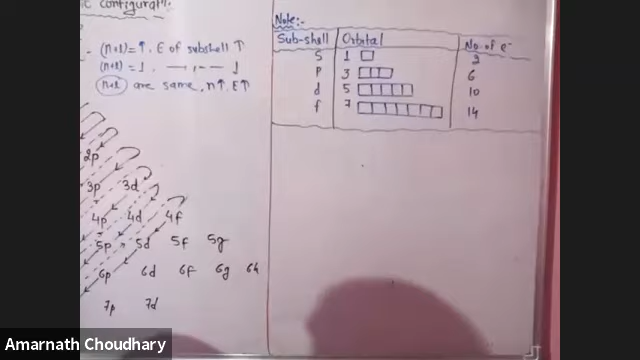 c configuratn.
- (n+l) = ↑, E of subshell ↑
(n+l) = ↓ . — , — ↓
(n+l) are same, n↑, E↑
2p
3p 3d
4p 4d 4f
5p 5d 5f 5g
6p 6d 6f 6g 6h
7p 7d
Note:-
Sub-shell Orbital No. of e⁻
S 1 2
P 3 6
d 5 10
f 7 14
Amarnath Choudhary